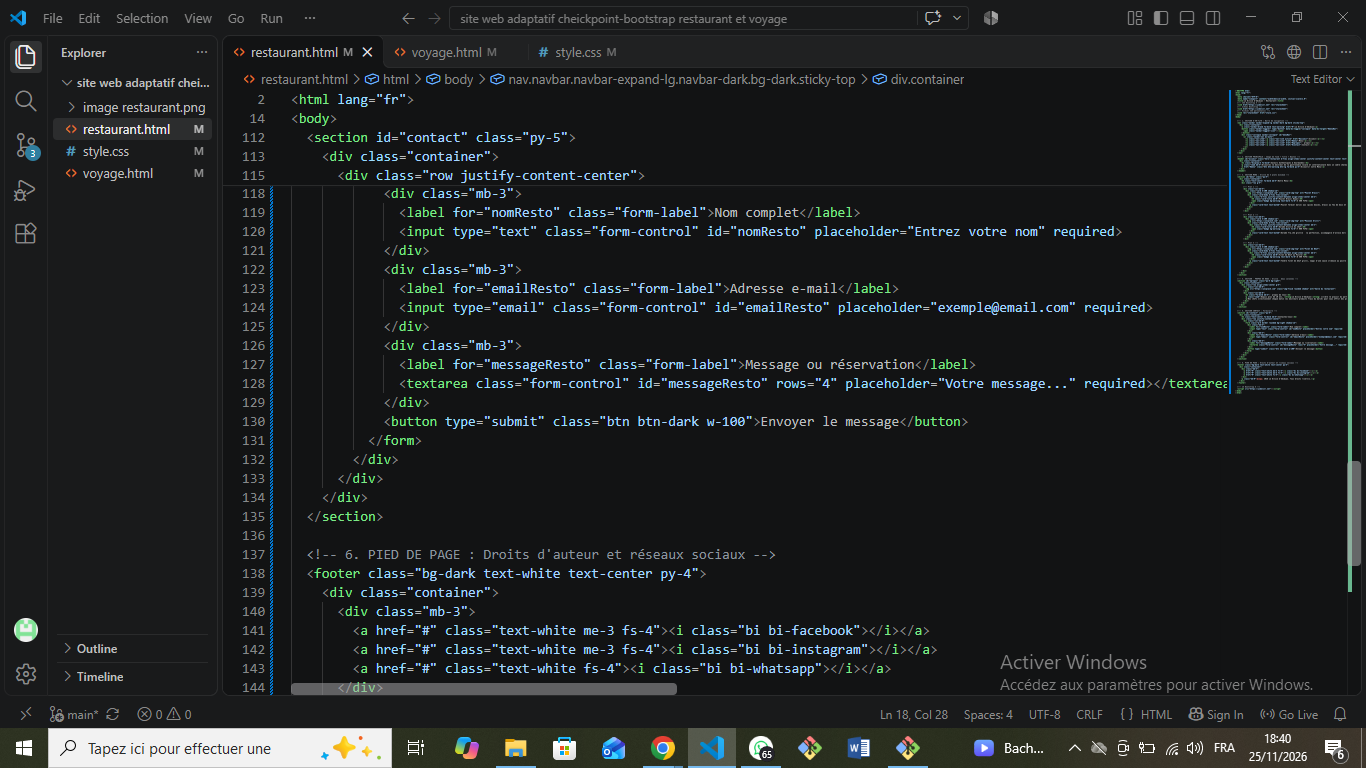 File Edit Selection View Go Run ···
site web adaptatif cheickpoint-bootstrap restaurant et voyage
Explorer ···
site web adaptatif chei...
image restaurant.png
restaurant.html M
style.css M
voyage.html M
3
Outline
Timeline
restaurant.html M
voyage.html M
style.css M
restaurant.html > html > body > nav.navbar.navbar-expand-lg.navbar-dark.bg-dark.sticky-top > div.container
Text Editor
2 <html lang="fr">
14 <body>
112 <section id="contact" class="py-5">
113 <div class="container">
115 <div class="row justify-content-center">
118 <div class="mb-3">
119 <label for="nomResto" class="form-label">Nom complet</label>
120 <input type="text" class="form-control" id="nomResto" placeholder="Entrez votre nom" required>
121 </div>
122 <div class="mb-3">
123 <label for="emailResto" class="form-label">Adresse e-mail</label>
124 <input type="email" class="form-control" id="emailResto" placeholder="exemple@email.com" required>
125 </div>
126 <div class="mb-3">
127 <label for="messageResto" class="form-label">Message ou réservation</label>
128 <textarea class="form-control" id="messageResto" rows="4" placeholder="Votre message..." required></textarea
129 </div>
130 <button type="submit" class="btn btn-dark w-100">Envoyer le message</button>
131 </form>
132 </div>
133 </div>
134 </div>
135 </section>
136
137 <!-- 6. PIED DE PAGE : Droits d'auteur et réseaux sociaux -->
138 <footer class="bg-dark text-white text-center py-4">
139 <div class="container">
140 <div class="mb-3">
141 <a href="#" class="text-white me-3 fs-4"><i class="bi bi-facebook"></i></a>
142 <a href="#" class="text-white me-3 fs-4"><i class="bi bi-instagram"></i></a>
143 <a href="#" class="text-white fs-4"><i class="bi bi-whatsapp"></i></a>
144 </div>
Activer Windows
Accédez aux paramètres pour activer Windows.
main* 0 0 Ln 18, Col 28 Spaces: 4 UTF-8 CRLF {} HTML Sign In Go Live
Tapez ici pour effectuer une
65
Bach...
FRA
18:40
25/11/2026
6